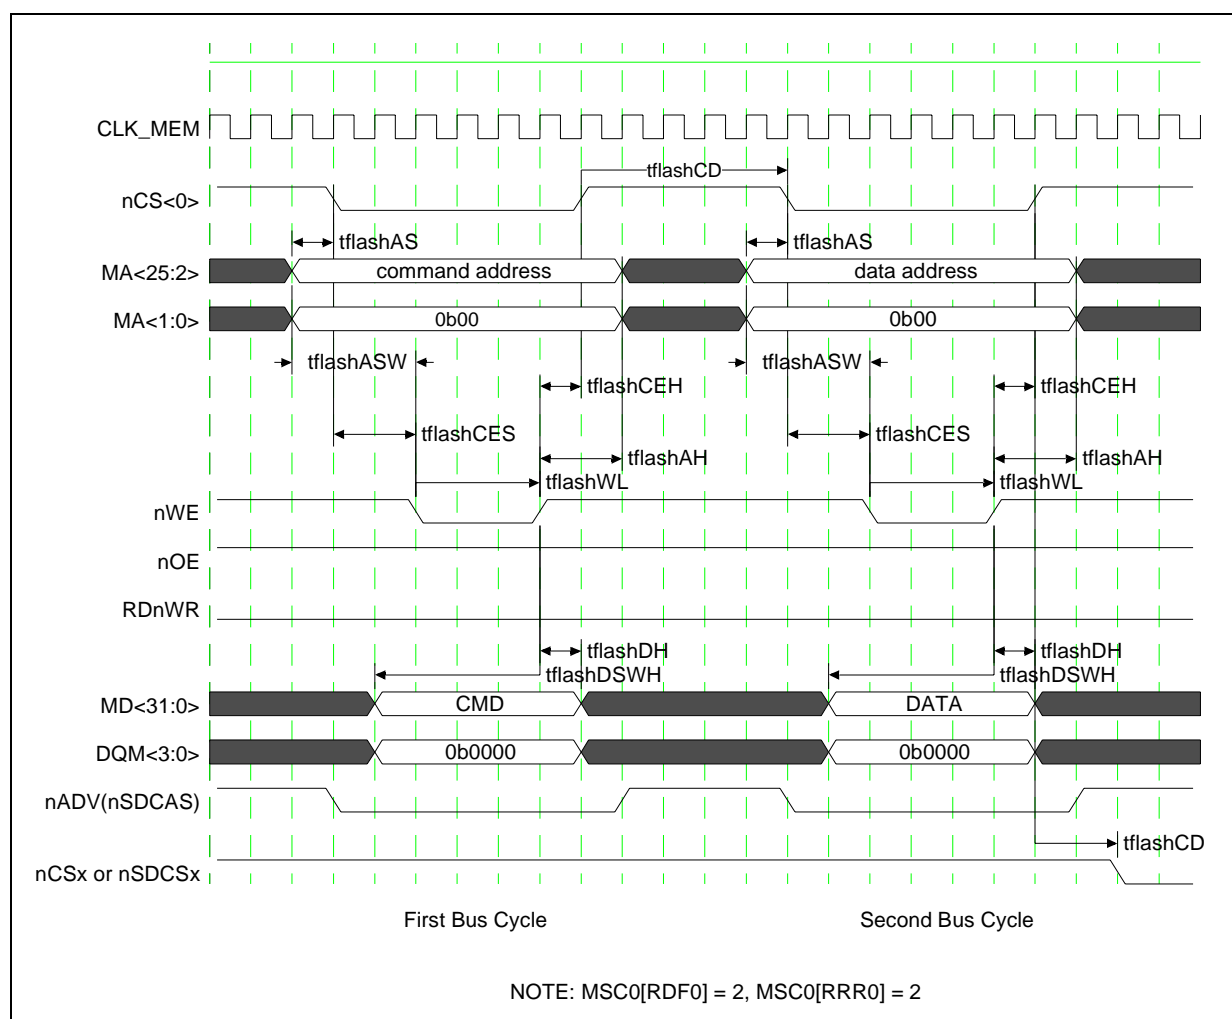 CLK_MEM
tflashCD
nCS<0>
tflashAS tflashAS
MA<25:2> command address data address
MA<1:0> 0b00 0b00
tflashASW tflashASW
tflashCEH tflashCEH
tflashCES tflashCES
tflashAH tflashAH
tflashWL tflashWL
nWE
nOE
RDnWR
tflashDH tflashDH
tflashDSWH tflashDSWH
MD<31:0> CMD DATA
DQM<3:0> 0b0000 0b0000
nADV(nSDCAS)
tflashCD
nCSx or nSDCSx
First Bus Cycle Second Bus Cycle
NOTE: MSC0[RDF0] = 2, MSC0[RRR0] = 2